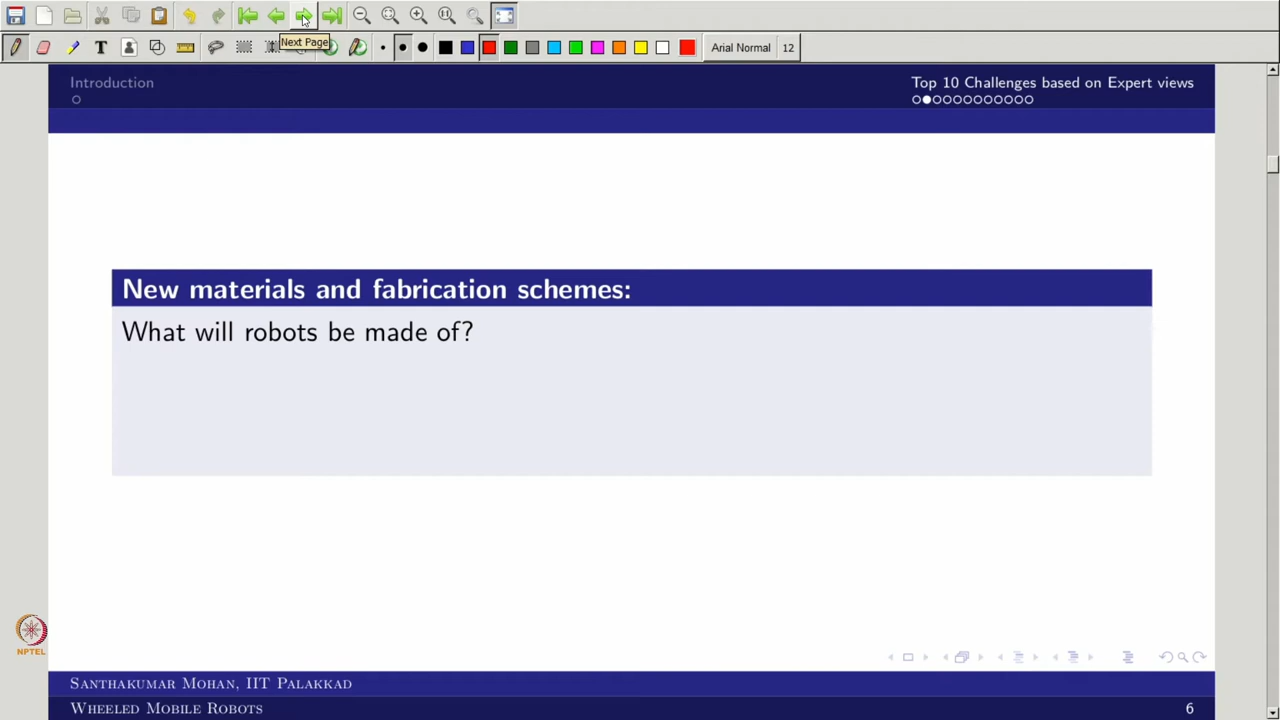 Next Page
T
Arial Normal 12
Introduction
Top 10 Challenges based on Expert views
New materials and fabrication schemes:
What will robots be made of?
NPTEL
Santhakumar Mohan, IIT Palakkad
Wheeled Mobile Robots
6